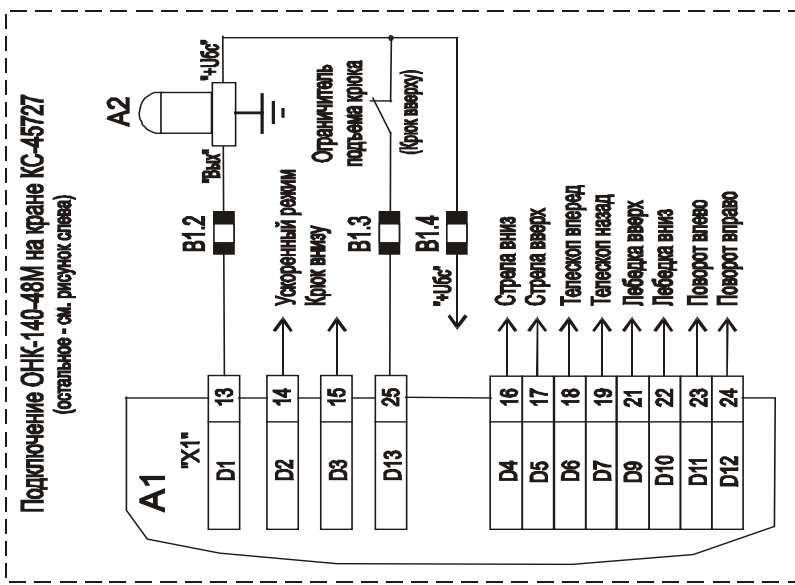 Подключение ОНК-140-48М на кране КС-45727
(остальное - см. рисунок слева)
A2
"+Uбс"
"Вых"
Ограничитель
подъема крюка
(Крюк вверху)
B1.2
B1.3
B1.4
"+Uбс"
Ускоренный режим
Крюк внизу
Стрела вниз
Стрела вверх
Телескоп вперед
Телескоп назад
Лебедка вверх
Лебедка вниз
Поворот влево
Поворот вправо
A1
"X1"
13
14
15
25
16
17
18
19
21
22
23
24
D1
D2
D3
D13
D4
D5
D6
D7
D9
D10
D11
D12